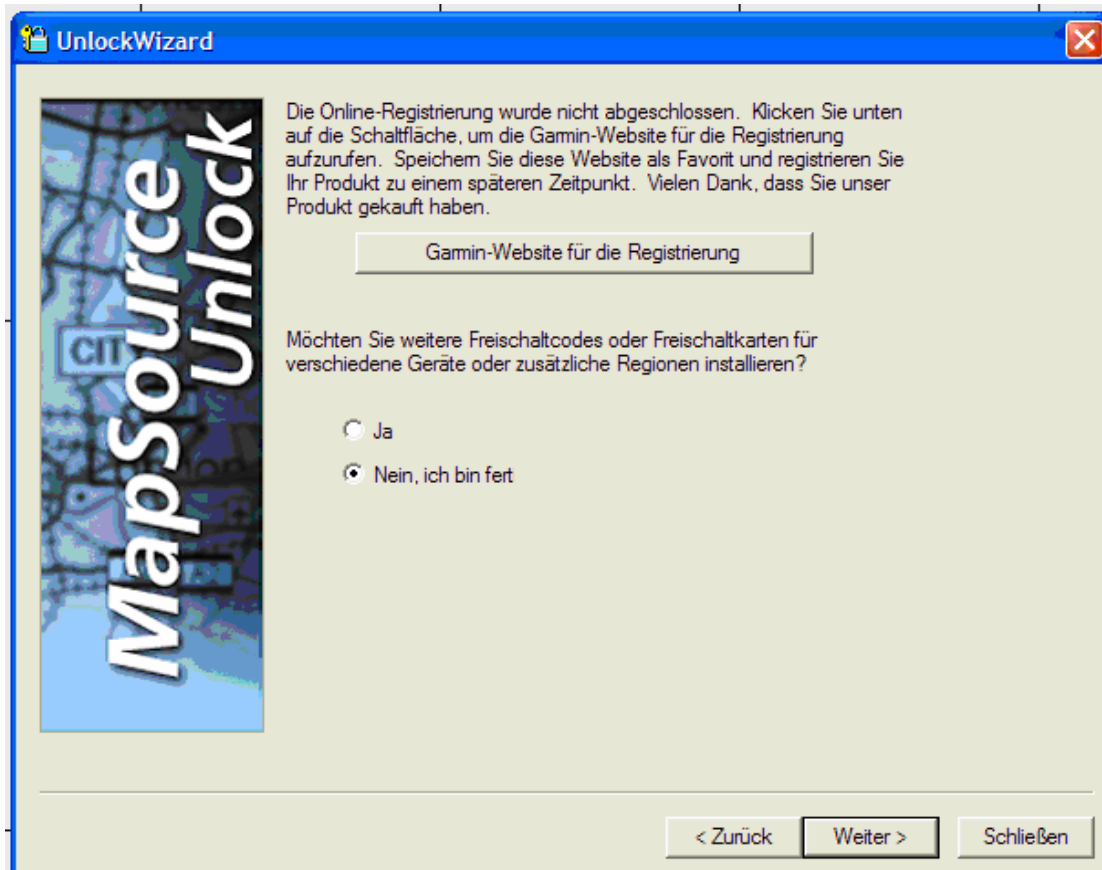 UnlockWizard
MapSource
Unlock
CIT
Die Online-Registrierung wurde nicht abgeschlossen. Klicken Sie unten
auf die Schaltfläche, um die Garmin-Website für die Registrierung
aufzurufen. Speichern Sie diese Website als Favorit und registrieren Sie
Ihr Produkt zu einem späteren Zeitpunkt. Vielen Dank, dass Sie unser
Produkt gekauft haben.
Garmin-Website für die Registrierung
Möchten Sie weitere Freischaltcodes oder Freischaltkarten für
verschiedene Geräte oder zusätzliche Regionen installieren?
Ja
Nein, ich bin fert
< Zurück
Weiter >
Schließen